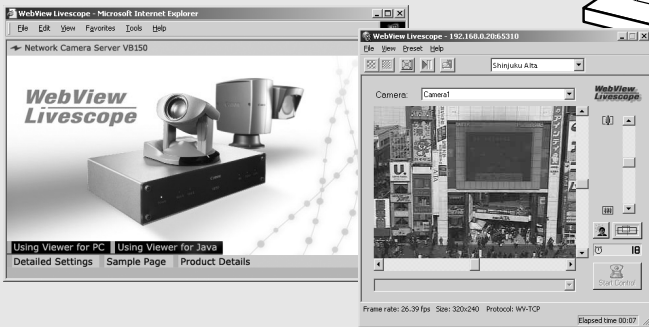 WebView Livescope - Microsoft Internet Explorer
File Edit View Favorites Tools Help
Network Camera Server VB150
WebView
Livescope
Using Viewer for PC Using Viewer for Java
Detailed Settings Sample Page Product Details
WebView Livescope - 192.168.0.20:65310
File View Preset Help
Shinjuku Alta
Camera: Camera1
WebView
Livescope
U.
ALTA
18
Start Control
Frame rate: 26.39 fps Size: 320x240 Protocol: WV-TCP
Elapsed time 00:07